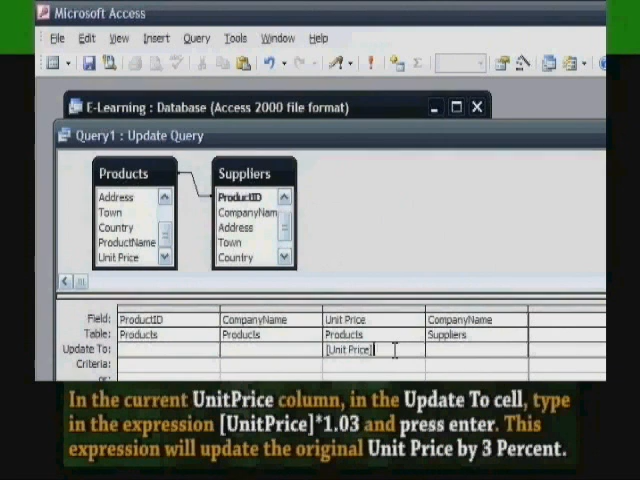 Microsoft Access
File Edit View Insert Query Tools Window Help
E-Learning : Database (Access 2000 file format)
Query1 : Update Query
Products
Address
Town
Country
ProductName
Unit Price
Suppliers
ProductID
CompanyNam
Address
Town
Country
Field: ProductID CompanyName Unit Price CompanyName
Table: Products Products Products Suppliers
Update To: [Unit Price]
Criteria:
or:
In the current UnitPrice column, in the Update To cell, type
in the expression [UnitPrice]*1.03 and press enter. This
expression will update the original Unit Price by 3 Percent.